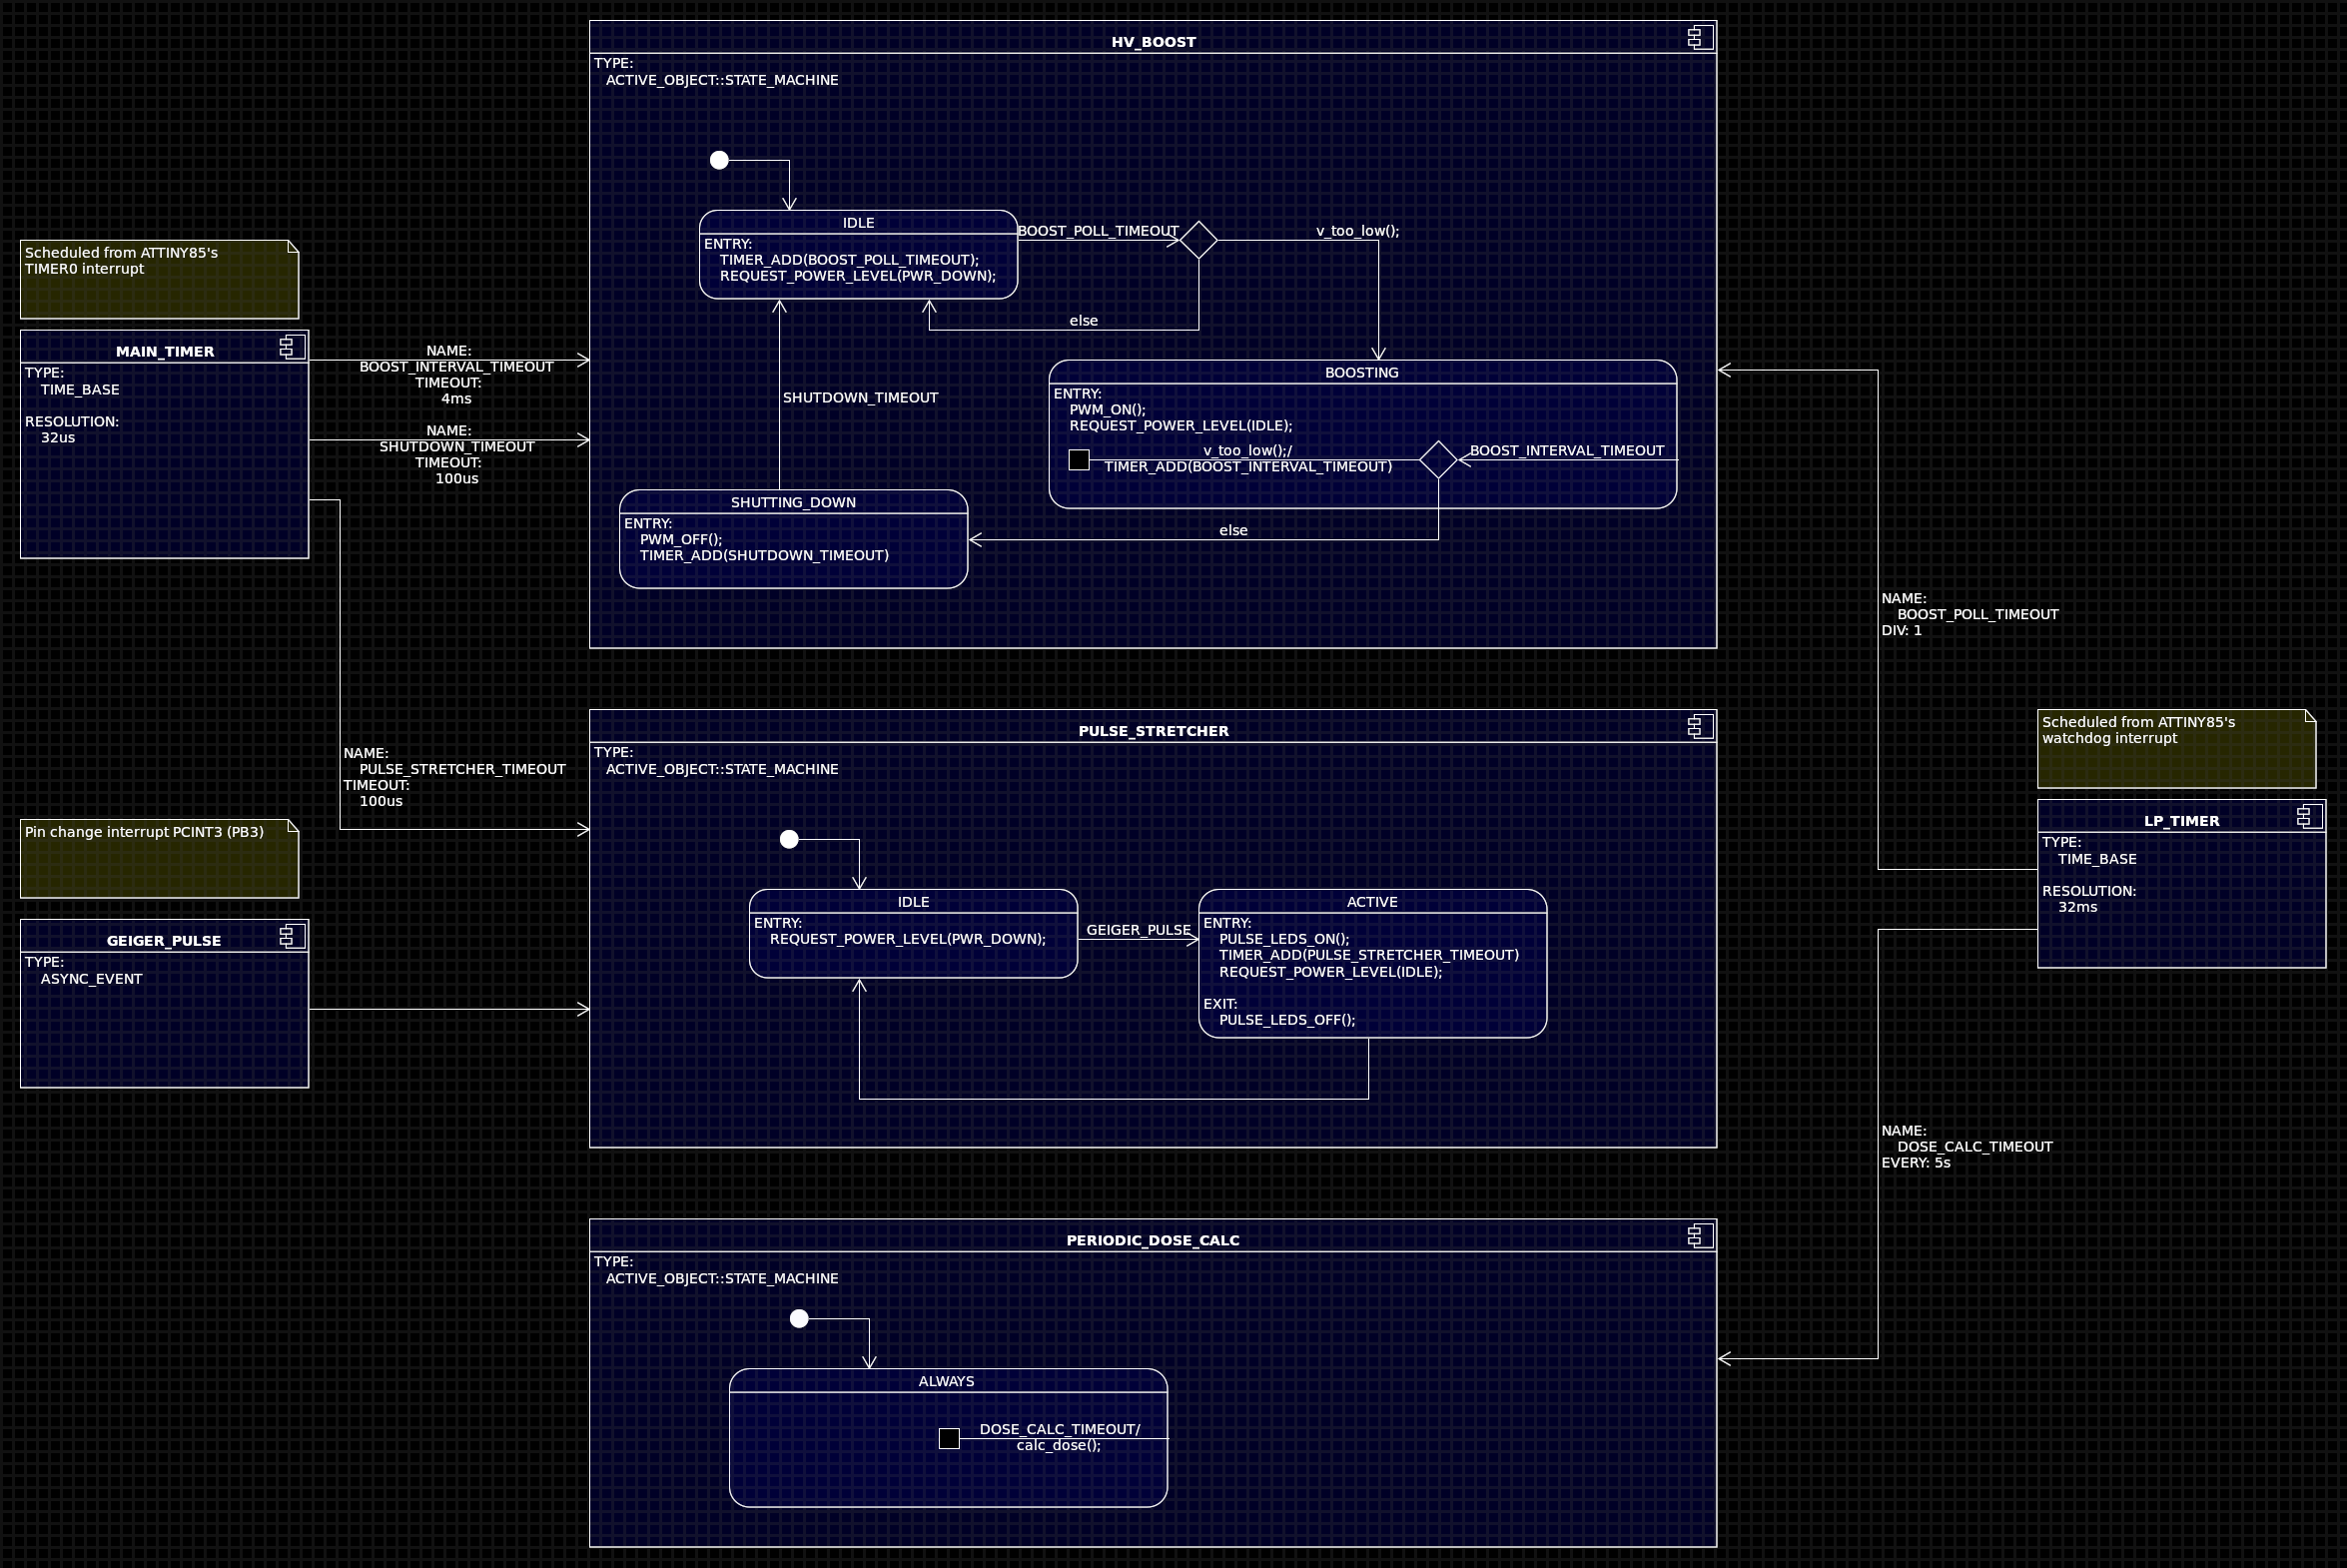 HV_BOOST
TYPE:
ACTIVE_OBJECT::STATE_MACHINE
IDLE
ENTRY:
TIMER_ADD(BOOST_POLL_TIMEOUT);
REQUEST_POWER_LEVEL(PWR_DOWN);
BOOST_POLL_TIMEOUT
v_too_low();
else
BOOSTING
ENTRY:
PWM_ON();
REQUEST_POWER_LEVEL(IDLE);
v_too_low();/
TIMER_ADD(BOOST_INTERVAL_TIMEOUT)
BOOST_INTERVAL_TIMEOUT
SHUTDOWN_TIMEOUT
SHUTTING_DOWN
ENTRY:
PWM_OFF();
TIMER_ADD(SHUTDOWN_TIMEOUT)
else
Scheduled from ATTINY85's
TIMER0 interrupt
MAIN_TIMER
TYPE:
TIME_BASE
RESOLUTION:
32us
NAME:
BOOST_INTERVAL_TIMEOUT
TIMEOUT:
4ms
NAME:
SHUTDOWN_TIMEOUT
TIMEOUT:
100us
NAME:
PULSE_STRETCHER_TIMEOUT
TIMEOUT:
100us
Pin change interrupt PCINT3 (PB3)
GEIGER_PULSE
TYPE:
ASYNC_EVENT
PULSE_STRETCHER
TYPE:
ACTIVE_OBJECT::STATE_MACHINE
IDLE
ENTRY:
REQUEST_POWER_LEVEL(PWR_DOWN);
GEIGER_PULSE
ACTIVE
ENTRY:
PULSE_LEDS_ON();
TIMER_ADD(PULSE_STRETCHER_TIMEOUT)
REQUEST_POWER_LEVEL(IDLE);
EXIT:
PULSE_LEDS_OFF();
NAME:
BOOST_POLL_TIMEOUT
DIV: 1
Scheduled from ATTINY85's
watchdog interrupt
LP_TIMER
TYPE:
TIME_BASE
RESOLUTION:
32ms
NAME:
DOSE_CALC_TIMEOUT
EVERY: 5s
PERIODIC_DOSE_CALC
TYPE:
ACTIVE_OBJECT::STATE_MACHINE
ALWAYS
DOSE_CALC_TIMEOUT/
calc_dose();